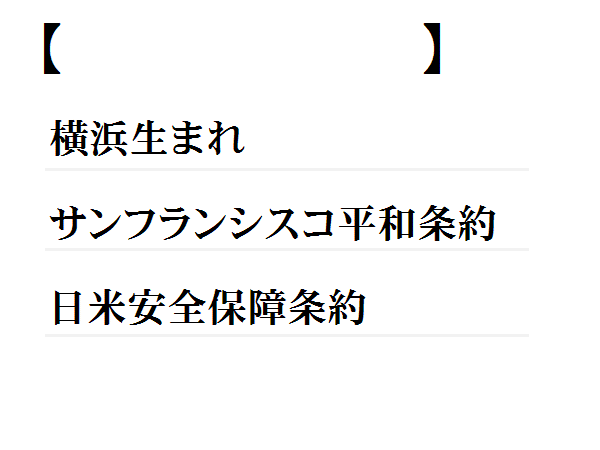 【　　　　　　　　　】
横浜生まれ
サンフランシスコ平和条約
日米安全保障条約